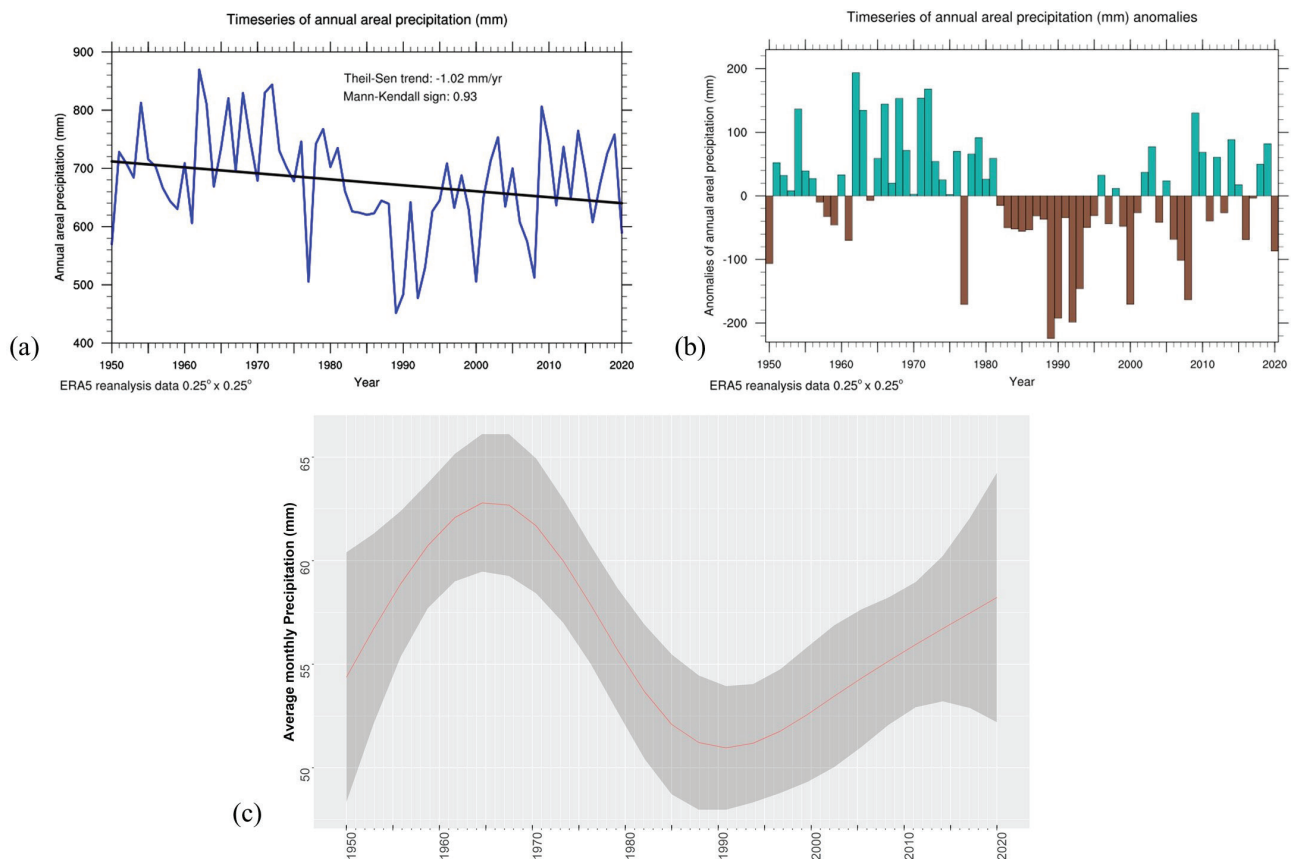 Timeseries of annual areal precipitation (mm)
Annual areal precipitation (mm)
900
800
700
600
500
400
Theil-Sen trend: -1.02 mm/yr
Mann-Kendall sign: 0.93
1950 1960 1970 1980 1990 2000 2010 2020
Year
ERA5 reanalysis data 0.25° x 0.25°
(a)
Timeseries of annual areal precipitation (mm) anomalies
Anomalies of annual areal precipitation (mm)
200
100
0
-100
-200
1950 1960 1970 1980 1990 2000 2010 2020
Year
ERA5 reanalysis data 0.25° x 0.25°
(b)
Average monthly Precipitation (mm)
65
60
55
50
1950 1960 1970 1980 1990 2000 2010 2020
(c)